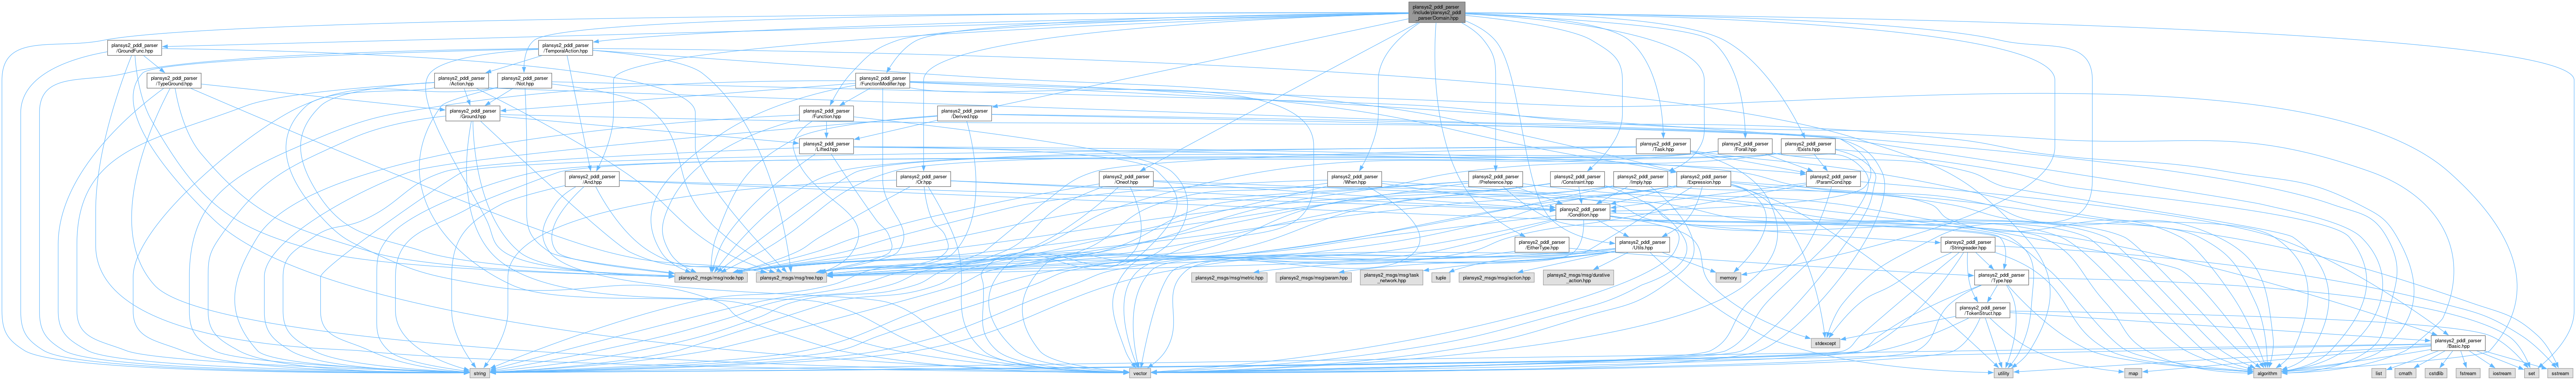 plansys2_pddl_parser
/include/plansys2_pddl
_parser/Domain.hpp
plansys2_pddl_parser
/GroundFunc.hpp
plansys2_pddl_parser
/TemporalAction.hpp
plansys2_pddl_parser
/TypeGround.hpp
plansys2_pddl_parser
/Action.hpp
plansys2_pddl_parser
/Not.hpp
plansys2_pddl_parser
/FunctionModifier.hpp
plansys2_pddl_parser
/Ground.hpp
plansys2_pddl_parser
/Function.hpp
plansys2_pddl_parser
/Derived.hpp
plansys2_pddl_parser
/Lifted.hpp
plansys2_pddl_parser
/Task.hpp
plansys2_pddl_parser
/Forall.hpp
plansys2_pddl_parser
/Exists.hpp
plansys2_pddl_parser
/And.hpp
plansys2_pddl_parser
/Or.hpp
plansys2_pddl_parser
/Oneof.hpp
plansys2_pddl_parser
/When.hpp
plansys2_pddl_parser
/Preference.hpp
plansys2_pddl_parser
/Constraint.hpp
plansys2_pddl_parser
/Imply.hpp
plansys2_pddl_parser
/Expression.hpp
plansys2_pddl_parser
/ParamCond.hpp
plansys2_pddl_parser
/Condition.hpp
plansys2_pddl_parser
/EitherType.hpp
plansys2_pddl_parser
/Utils.hpp
plansys2_pddl_parser
/Stringreader.hpp
plansys2_msgs/msg/node.hpp
plansys2_msgs/msg/tree.hpp
plansys2_msgs/msg/metric.hpp
plansys2_msgs/msg/param.hpp
plansys2_msgs/msg/task
_network.hpp
tuple
plansys2_msgs/msg/action.hpp
plansys2_msgs/msg/durative
_action.hpp
memory
plansys2_pddl_parser
/Type.hpp
plansys2_pddl_parser
/TokenStruct.hpp
stdexcept
plansys2_pddl_parser
/Basic.hpp
string
vector
utility
map
algorithm
list
cmath
cstdlib
fstream
iostream
set
sstream